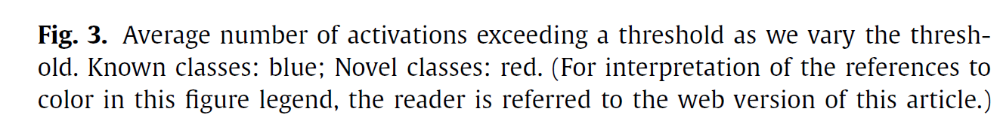 Fig. 3. Average number of activations exceeding a threshold as we vary the thresh-
old. Known classes: blue; Novel classes: red. (For interpretation of the references to
color in this figure legend, the reader is referred to the web version of this article.)